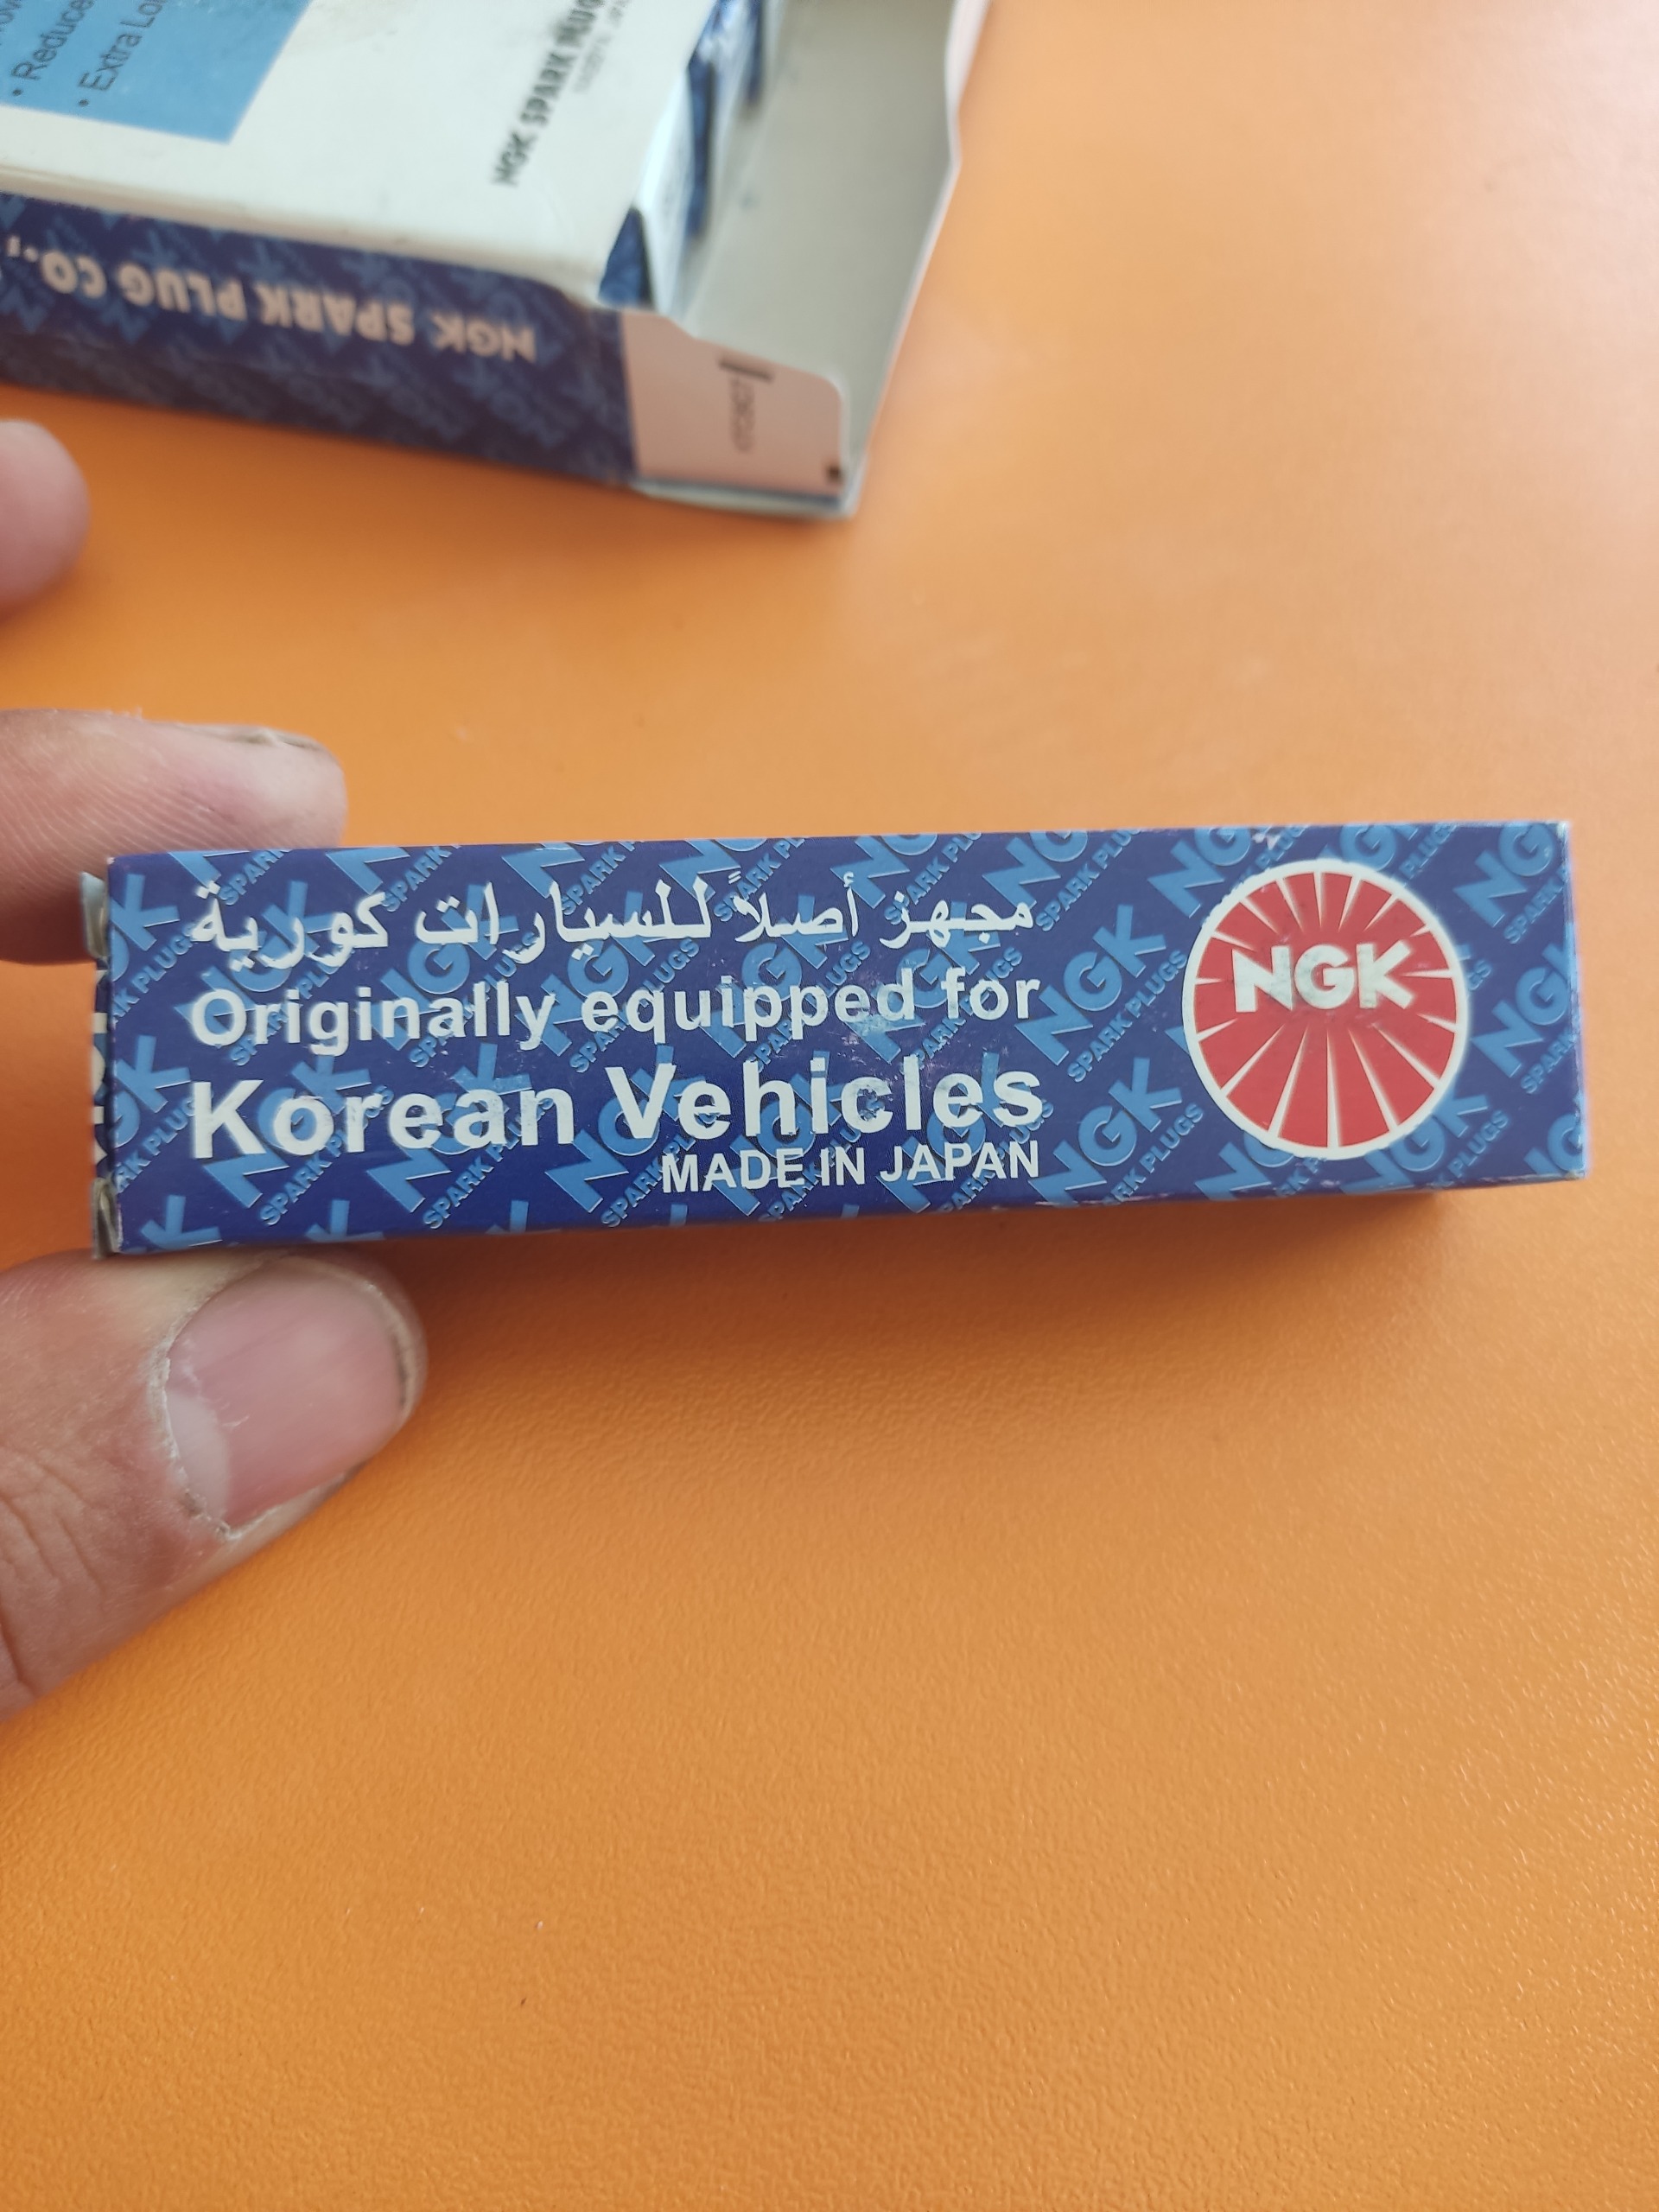 • Reduce
• Extra Lo
NGK SPARK PLUG
NGK SPARK PLUG CO.,
مجهز أصلاً للسيارات كورية
Originally equipped for
Korean Vehicles
MADE IN JAPAN
NGK